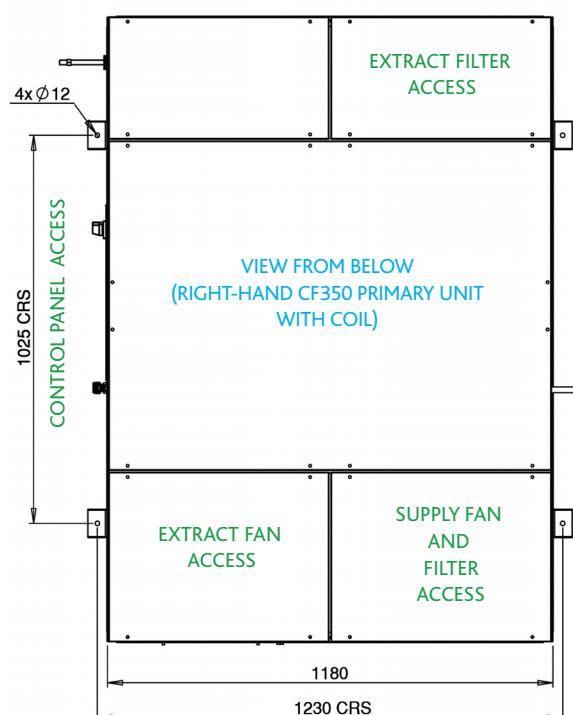 EXTRACT FILTER
ACCESS
4x Ø 12
CONTROL PANEL ACCESS
1025 CRS
VIEW FROM BELOW
(RIGHT-HAND CF350 PRIMARY UNIT
WITH COIL)
EXTRACT FAN
ACCESS
SUPPLY FAN
AND
FILTER
ACCESS
1180
1230 CRS